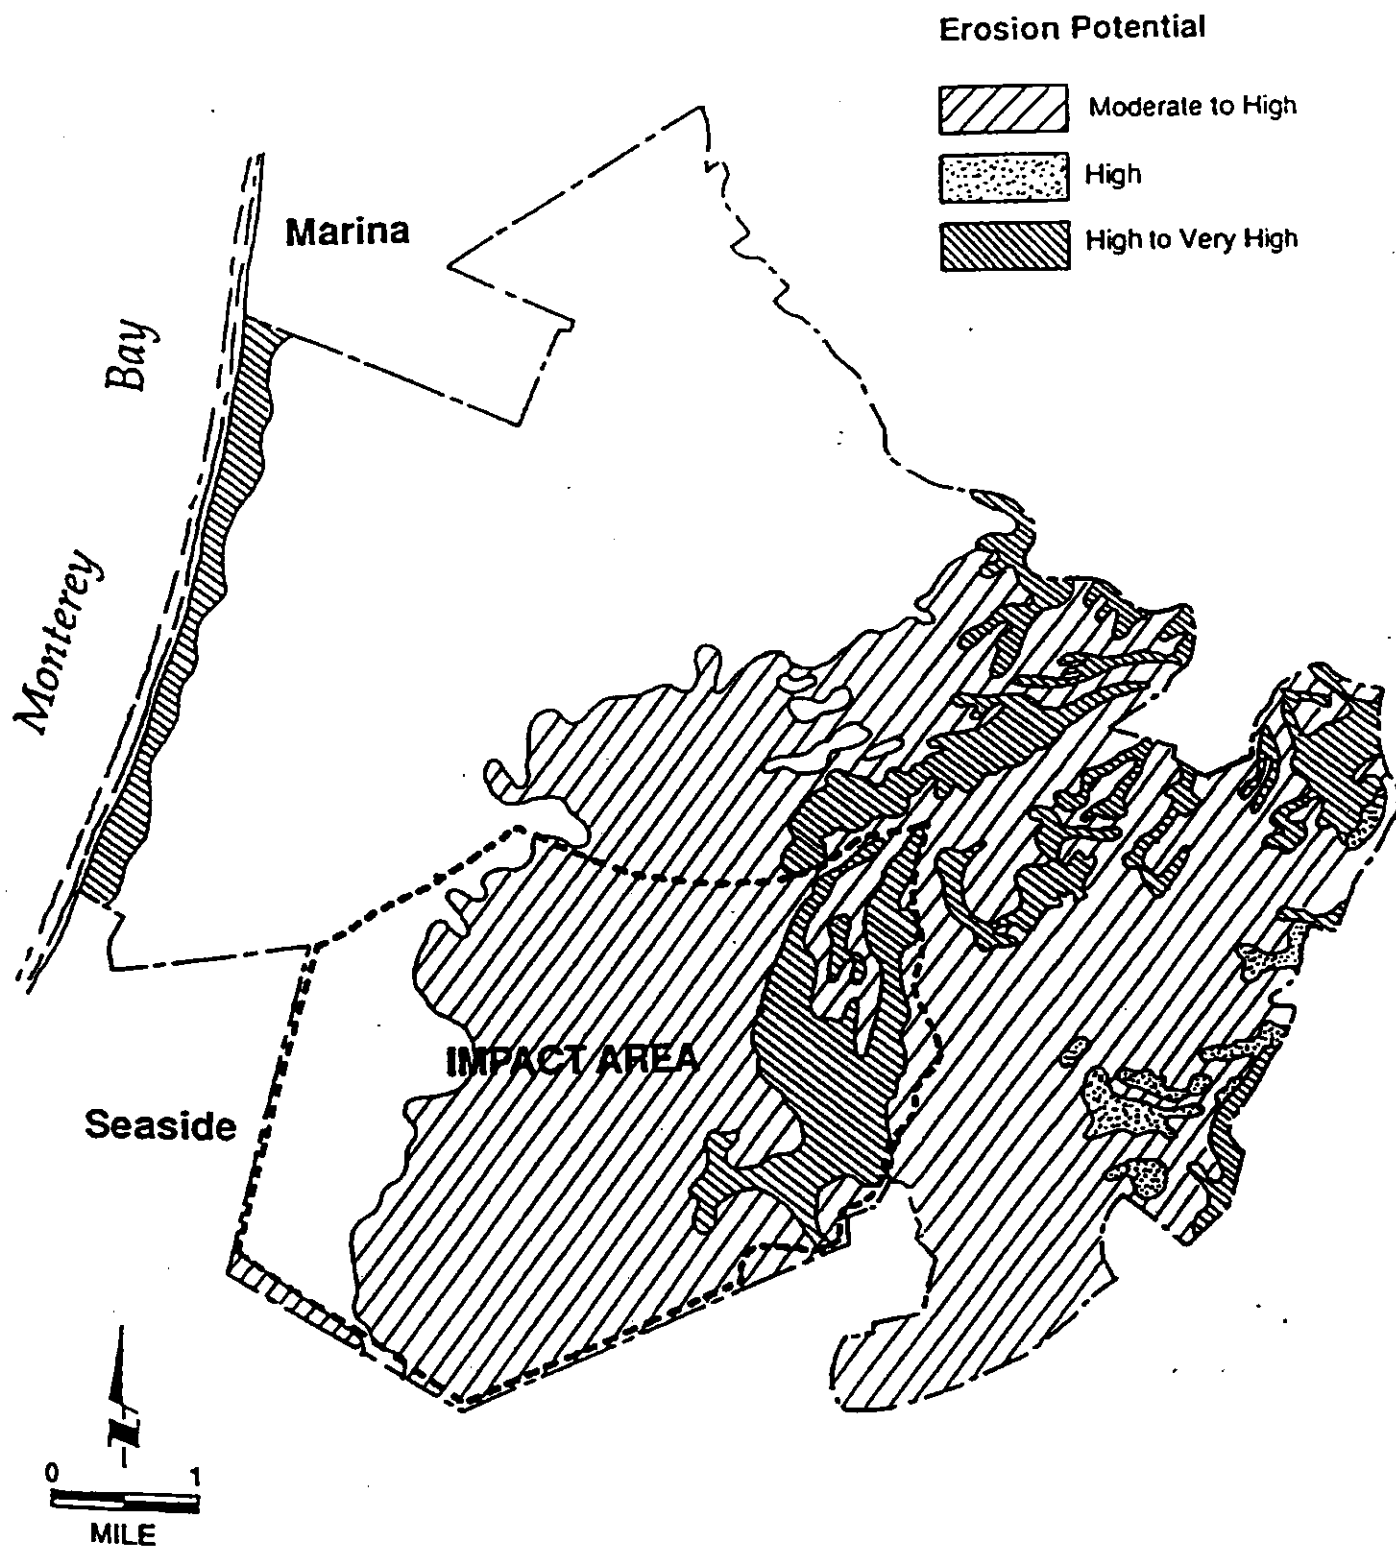 Erosion Potential
Moderate to High
High
High to Very High
Marina
Monterey Bay
IMPACT AREA
Seaside
N
0 1
MILE